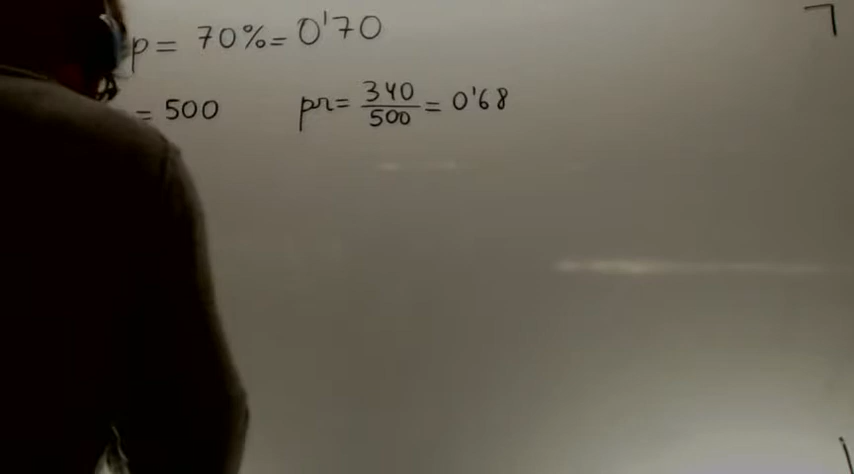 p = 70% = 0'70
= 500 pr = 340/500 = 0'68